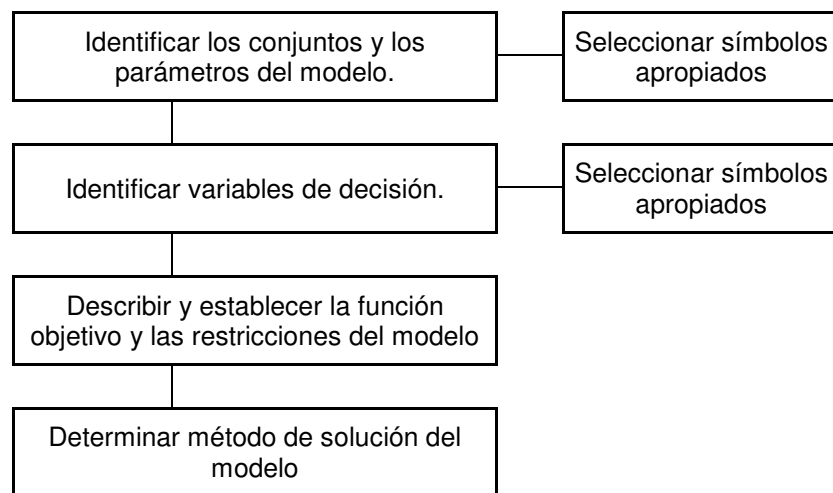 Identificar los conjuntos y los
parámetros del modelo.
Seleccionar símbolos
apropiados
Identificar variables de decisión.
Seleccionar símbolos
apropiados
Describir y establecer la función
objetivo y las restricciones del modelo
Determinar método de solución del
modelo